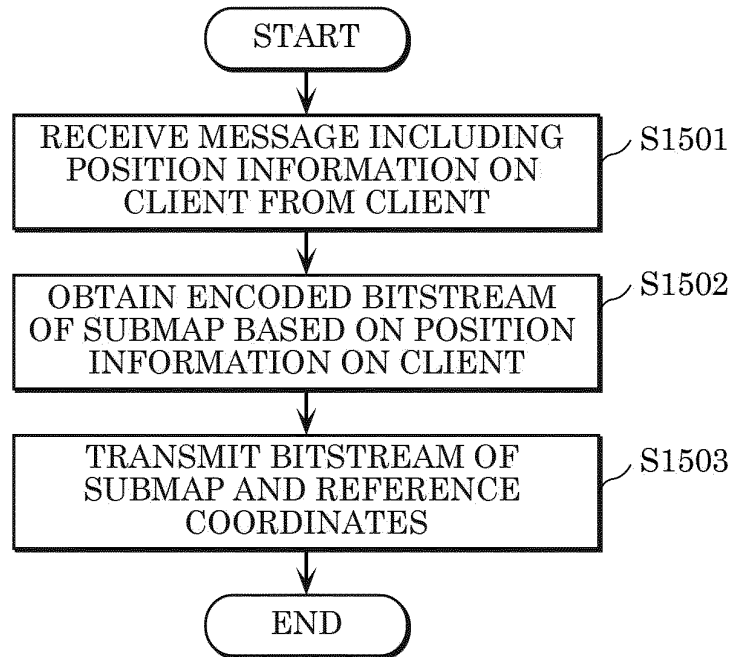 START
RECEIVE MESSAGE INCLUDING
POSITION INFORMATION ON
CLIENT FROM CLIENT
S1501
OBTAIN ENCODED BITSTREAM
OF SUBMAP BASED ON POSITION
INFORMATION ON CLIENT
S1502
TRANSMIT BITSTREAM OF
SUBMAP AND REFERENCE
COORDINATES
S1503
END